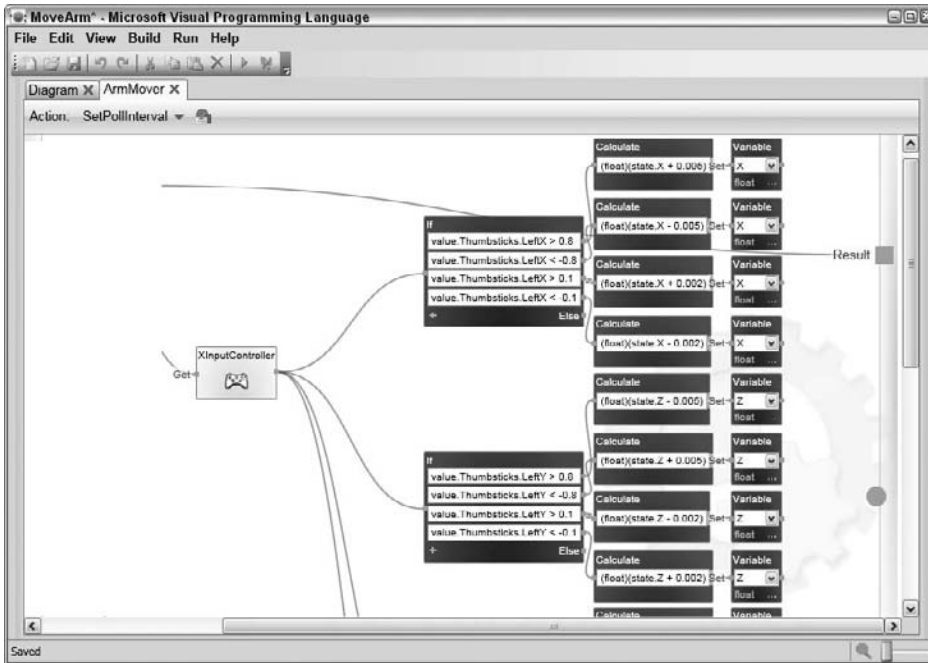 MoveArm* - Microsoft Visual Programming Language
File Edit View Build Run Help
Diagram X ArmMover X
Action: SetPollInterval
Calculate
(float)(state.X + 0.005) Set
Variable
X
float ...
Calculate
(float)(state.X - 0.005) Set
Variable
X
float ...
Calculate
(float)(state.X + 0.002) Set
Variable
X
float ...
Calculate
(float)(state.X - 0.002) Set
Variable
X
float ...
If
value.Thumbsticks.LeftX > 0.8
value.Thumbsticks.LeftX < -0.8
value.Thumbsticks.LeftX > 0.1
value.Thumbsticks.LeftX < -0.1
+ Else
Result
Get
XInputController
Calculate
(float)(state.Z - 0.005) Set
Variable
Z
float ...
Calculate
(float)(state.Z + 0.005) Set
Variable
Z
float ...
Calculate
(float)(state.Z - 0.002) Set
Variable
Z
float ...
Calculate
(float)(state.Z + 0.002) Set
Variable
Z
float ...
If
value.Thumbsticks.LeftY > 0.8
value.Thumbsticks.LeftY < -0.8
value.Thumbsticks.LeftY > 0.1
value.Thumbsticks.LeftY < -0.1
+ Else
Calculate
Variable
Saved